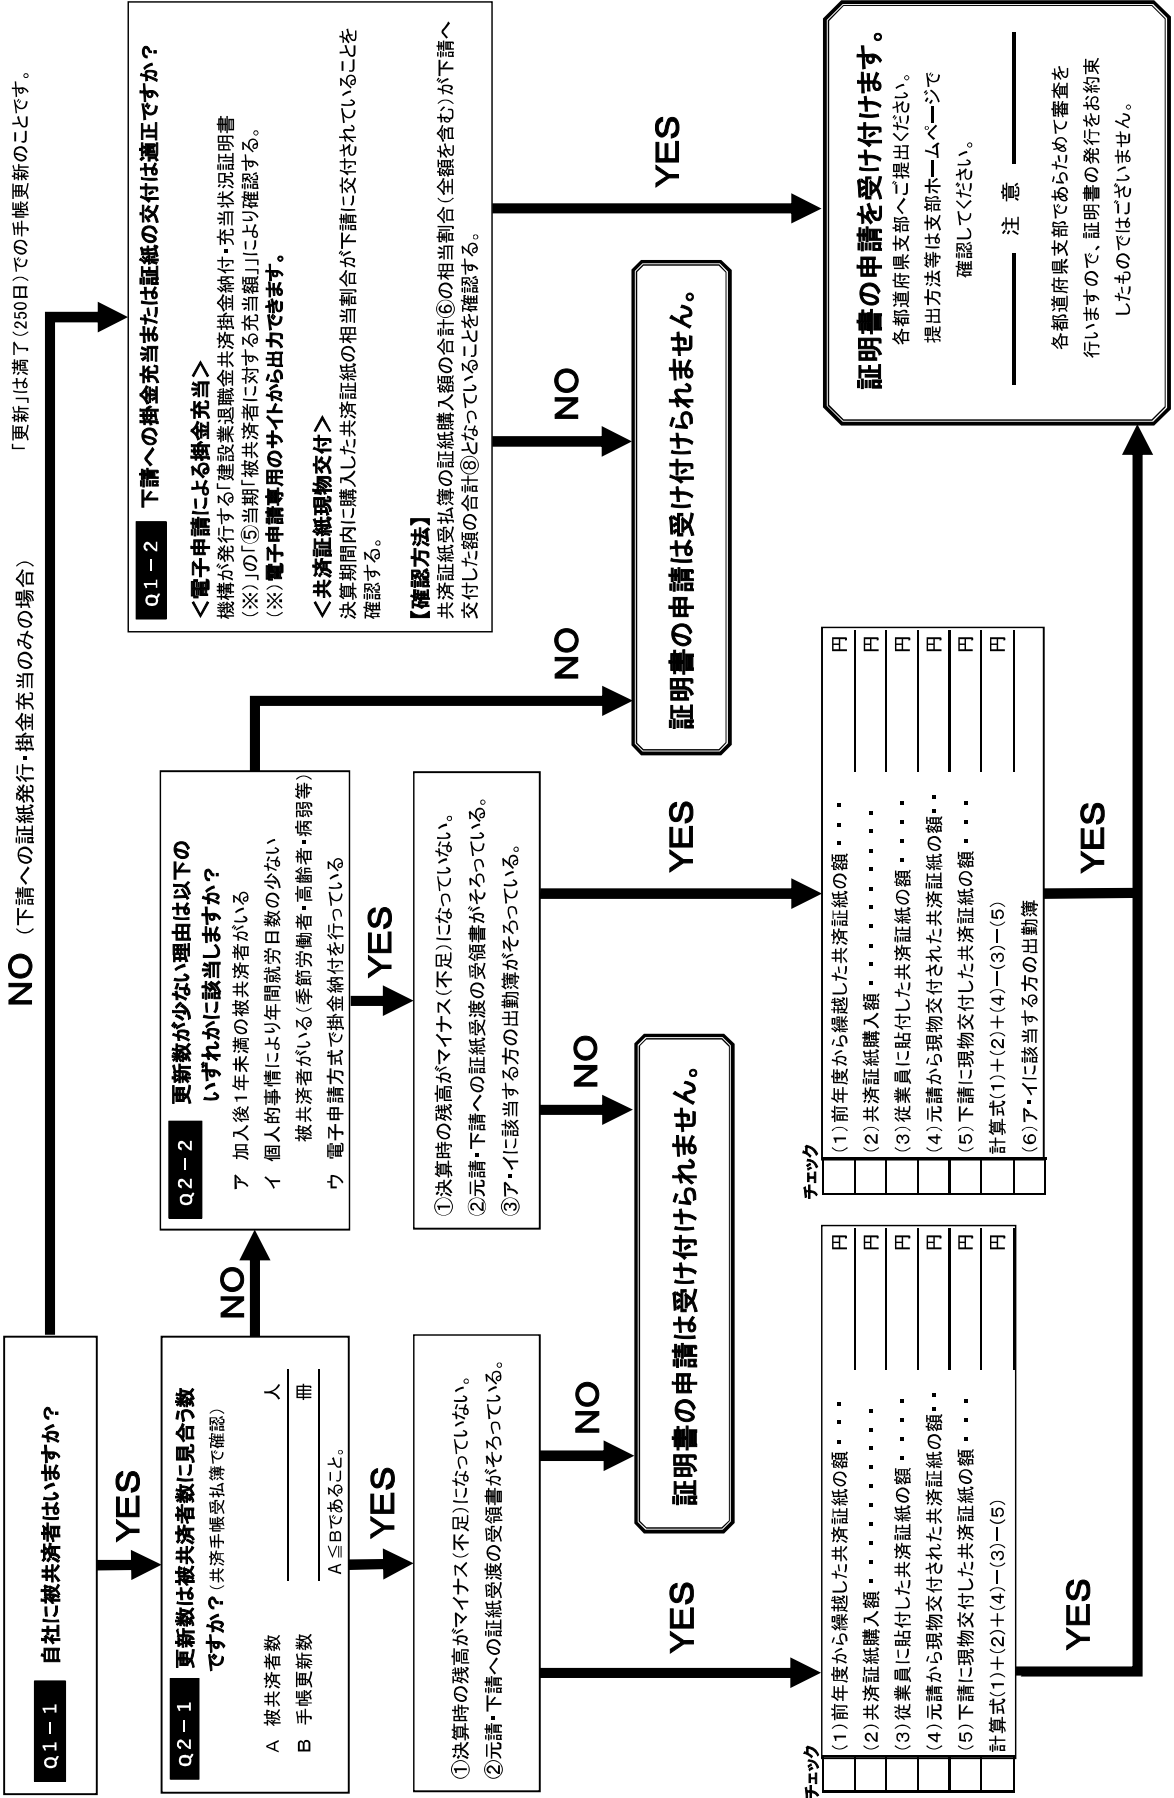 Q1－1
自社に被共済者はいますか？
NO
（下請への証紙発行・掛金充当のみの場合）
「更新」は満了（250日）での手帳更新のことです。
YES
Q2－1
更新数は被共済者数に見合う数
ですか？（共済手帳受払簿で確認）
A 被共済者数 人
B 手帳更新数 冊
A≦Bであること。
NO
YES
Q2－2
更新数が少ない理由は以下の
いずれかに該当しますか？
ア 加入後1年未満の被共済者がいる
イ 個人的事情により年間就労日数の少ない
被共済者がいる（季節労働者・高齢者・病弱等）
ウ 電子申請方式で掛金納付を行っている
NO
YES
Q1－2
下請への掛金充当または証紙の交付は適正ですか？
＜電子申請による掛金充当＞
機構が発行する「建設業退職金共済掛金納付・充当状況証明書
（※）」の「⑤当期「被共済者に対する充当額」」により確認する。
（※）電子申請専用のサイトから出力できます。
＜共済証紙現物交付＞
決算期間内に購入した共済証紙の相当割合が下請に交付されていることを
確認する。
【確認方法】
共済証紙受払簿の証紙購入額の合計⑥の相当割合（全額を含む）が下請へ
交付した額の合計⑧となっていることを確認する。
NO
YES
①決算時の残高がマイナス（不足）になっていない。
②元請・下請への証紙受渡の受領書がそろっている。
NO
YES
①決算時の残高がマイナス（不足）になっていない。
②元請・下請への証紙受渡の受領書がそろっている。
③ア・イに該当する方の出勤簿がそろっている。
NO
YES
証明書の申請は受け付けられません。
証明書の申請は受け付けられません。
チェック
（1）前年度から繰越した共済証紙の額・・・ 円
（2）共済証紙購入額・・・・・・・・・・ 円
（3）従業員に貼付した共済証紙の額・・・・ 円
（4）元請から現物交付された共済証紙の額・・ 円
（5）下請に現物交付した共済証紙の額・・・ 円
計算式（1）＋（2）＋（4）－（3）－（5） 円
YES
チェック
（1）前年度から繰越した共済証紙の額・・・ 円
（2）共済証紙購入額・・・・・・・・・・ 円
（3）従業員に貼付した共済証紙の額・・・・ 円
（4）元請から現物交付された共済証紙の額・・ 円
（5）下請に現物交付した共済証紙の額・・・ 円
計算式（1）＋（2）＋（4）－（3）－（5） 円
（6）ア・イに該当する方の出勤簿
YES
証明書の申請を受け付けます。
各都道府県支部へご提出ください。
提出方法等は支部ホームページで
確認してください。
注 意
各都道府県支部であらためて審査を
行いますので、証明書の発行をお約束
したものではございません。